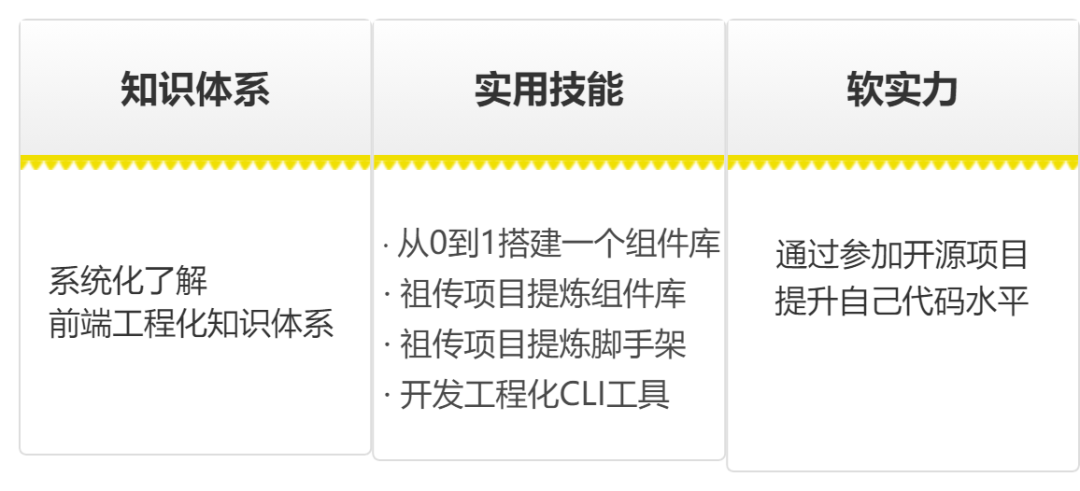 知识体系
系统化了解
前端工程化知识体系
实用技能
· 从0到1搭建一个组件库
· 祖传项目提炼组件库
· 祖传项目提炼脚手架
· 开发工程化CLI工具
软实力
通过参加开源项目
提升自己代码水平